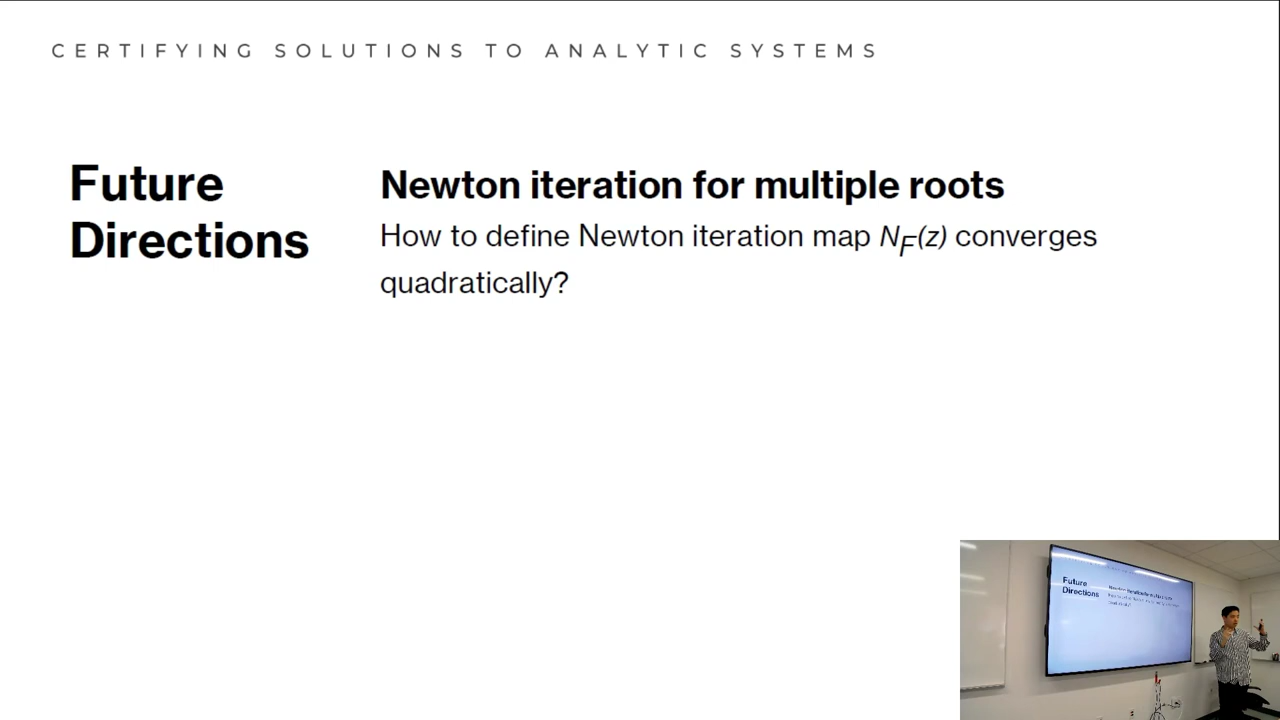 CERTIFYING SOLUTIONS TO ANALYTIC SYSTEMS
Future
Directions
Newton iteration for multiple roots
How to define Newton iteration map N_F(z) converges
quadratically?
Future
Directions